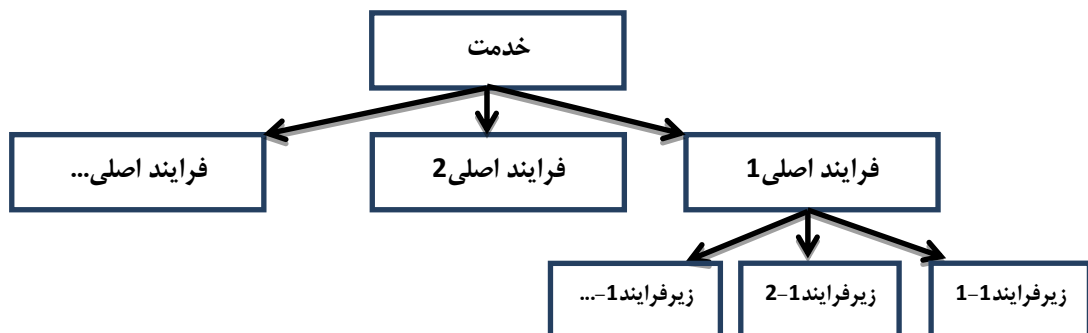 خدمت
فرایند اصلی1
فرایند اصلی2
فرایند اصلی...
زیرفرایند1-1
زیرفرایند1-2
زیرفرایند1-...